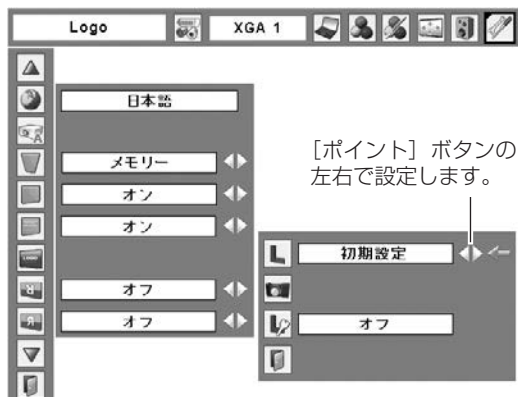 Logo
XGA 1
日本語
メモリー
オン
オン
オフ
オフ
［ポイント］ボタンの
左右で設定します。
初期設定
オフ